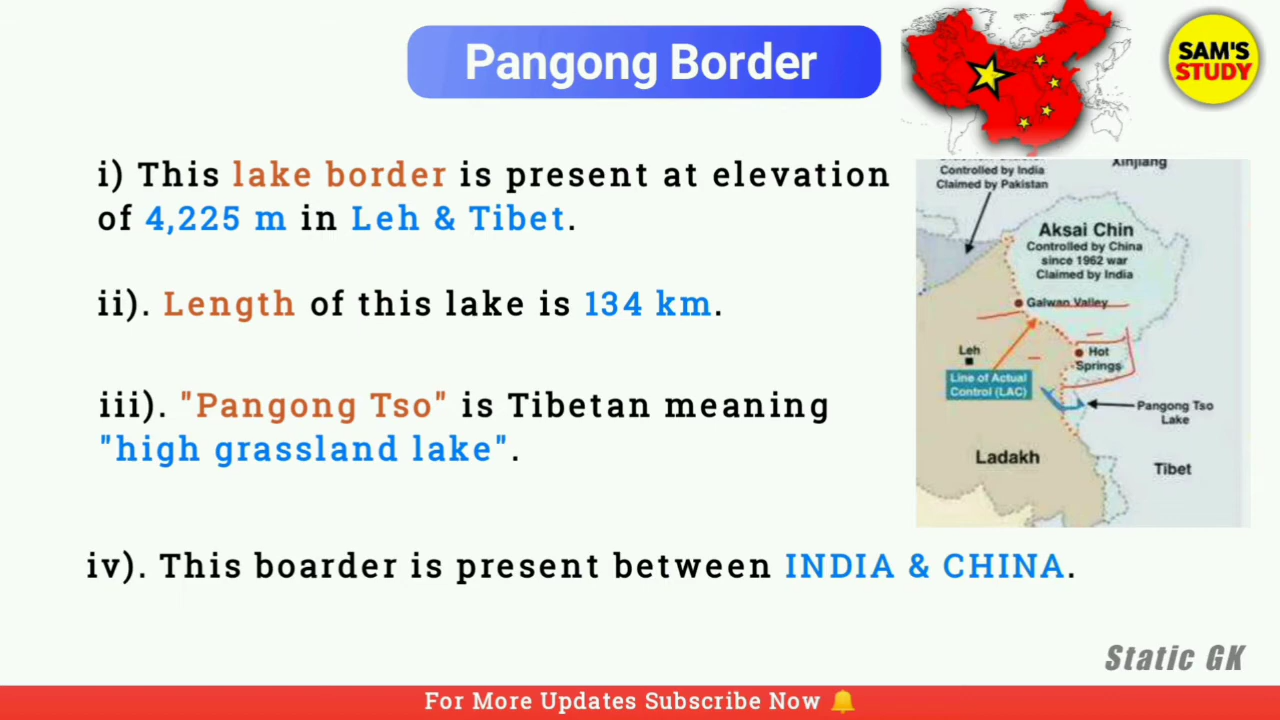 Pangong Border
SAM'S
STUDY
i) This lake border is present at elevation
of 4,225 m in Leh & Tibet.
ii). Length of this lake is 134 km.
iii). "Pangong Tso" is Tibetan meaning
"high grassland lake".
iv). This boarder is present between INDIA & CHINA.
Xinjiang
Controlled by India
Claimed by Pakistan
Aksai Chin
Controlled by China
since 1962 war
Claimed by India
Galwan Valley
Leh
Hot
Springs
Line of Actual
Control (LAC)
Pangong Tso
Lake
Ladakh
Tibet
Static GK
For More Updates Subscribe Now 🔔